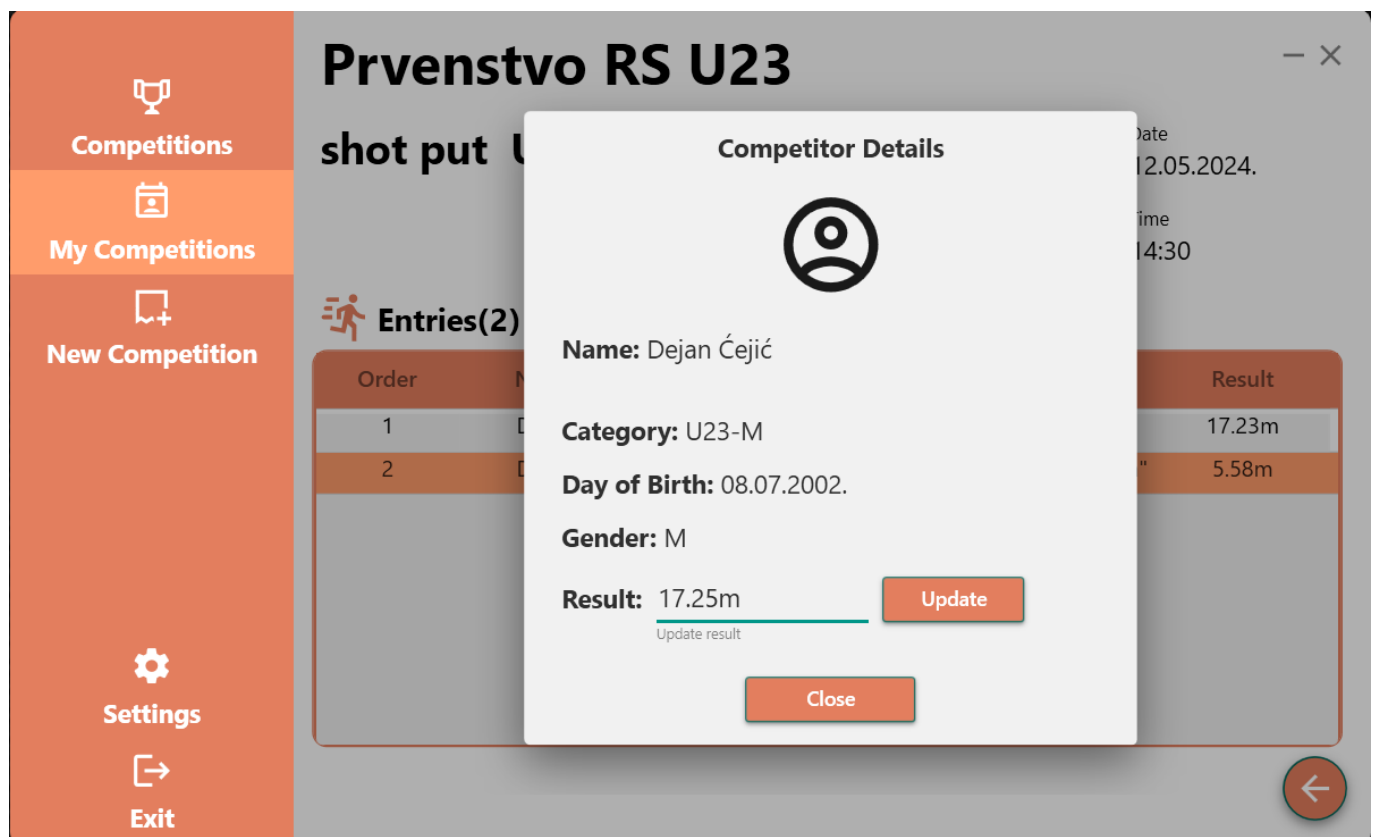 Competitions
My Competitions
New Competition
Settings
Exit
Prvenstvo RS U23
shot put
Date
12.05.2024.
Time
14:30
Entries(2)
Order Result
1 17.23m
2 " 5.58m
Competitor Details
Name: Dejan Ćejić
Category: U23-M
Day of Birth: 08.07.2002.
Gender: M
Result: 17.25m Update
Update result
Close